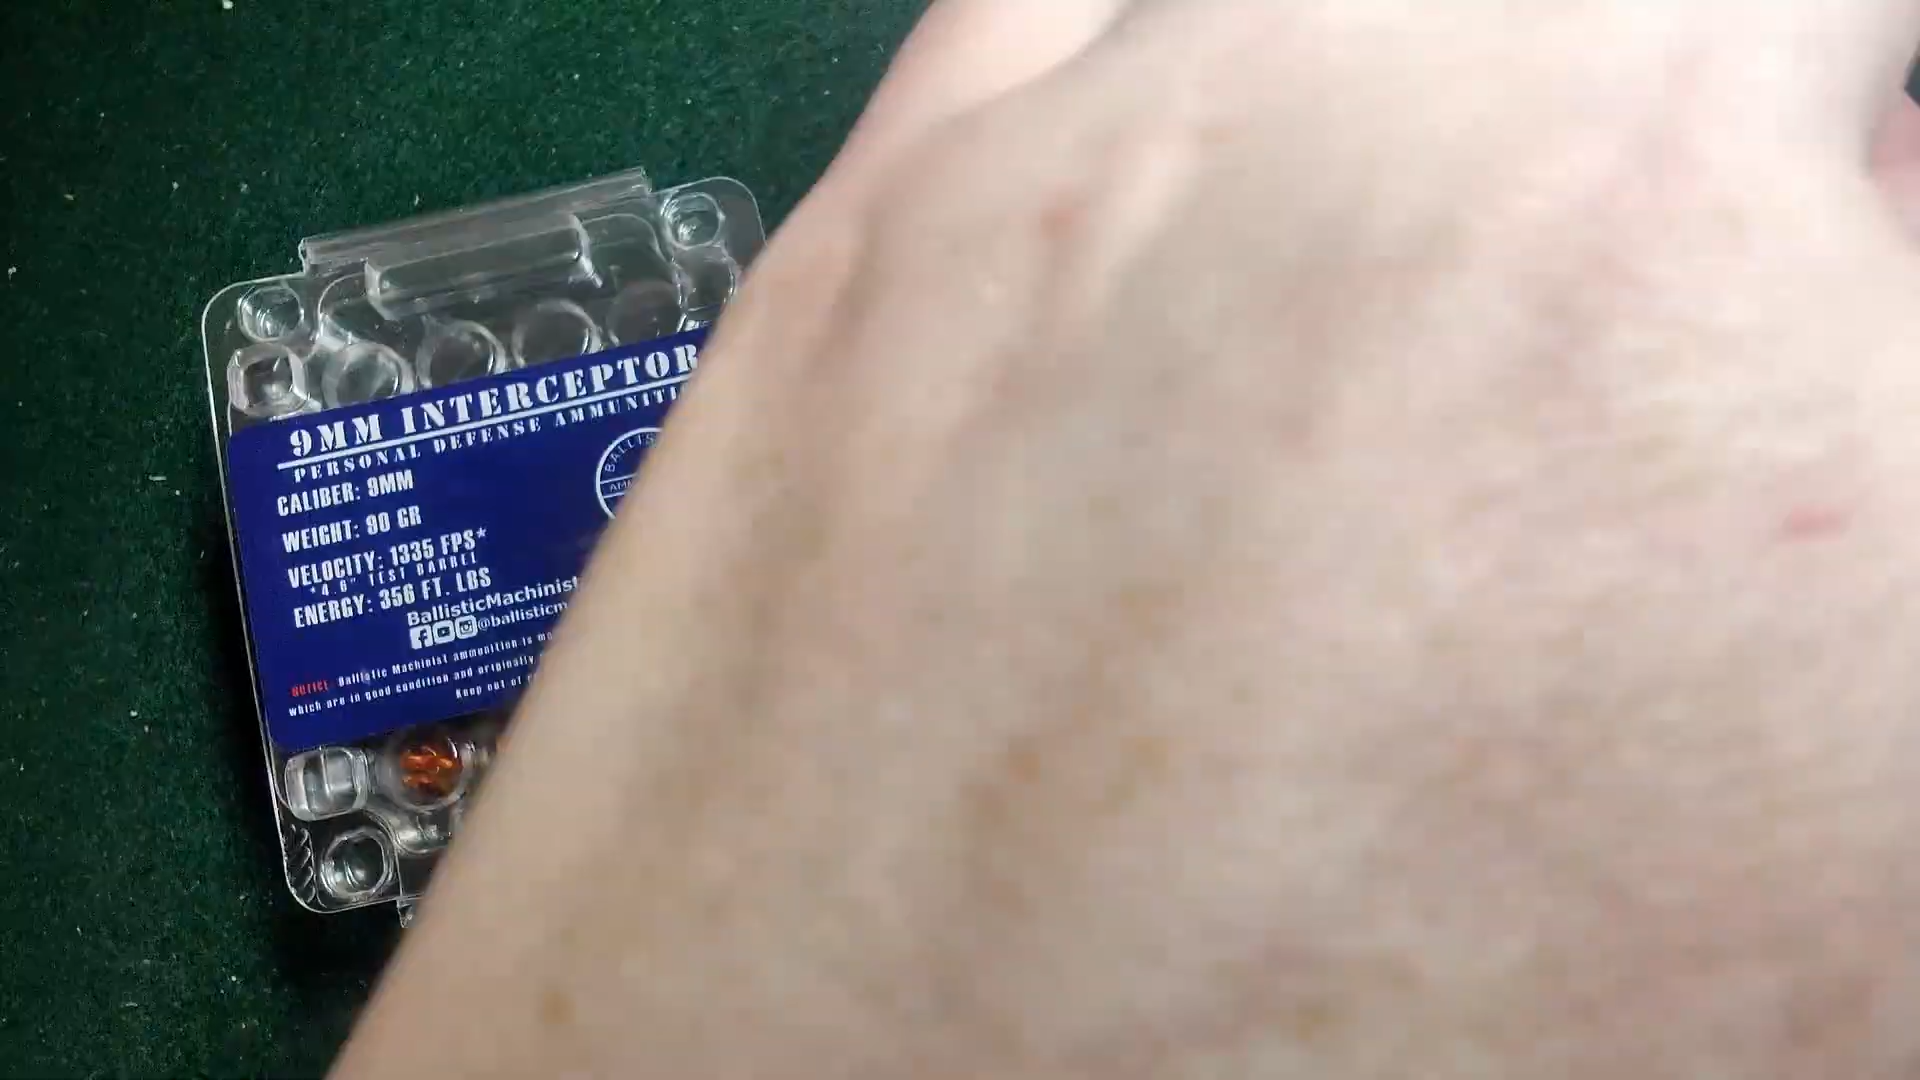 9MM INTERCEPTOR
PERSONAL DEFENSE
CALIBER: 9MM
WEIGHT: 90 GR
VELOCITY: 1335 FPS*
*4.6" TEST BARREL
ENERGY: 356 FT. LBS
BallisticMachinist
@ballisticm
NOTICE: Ballistic Machinist ammunition is
which are in good condition and originally
Keep out of